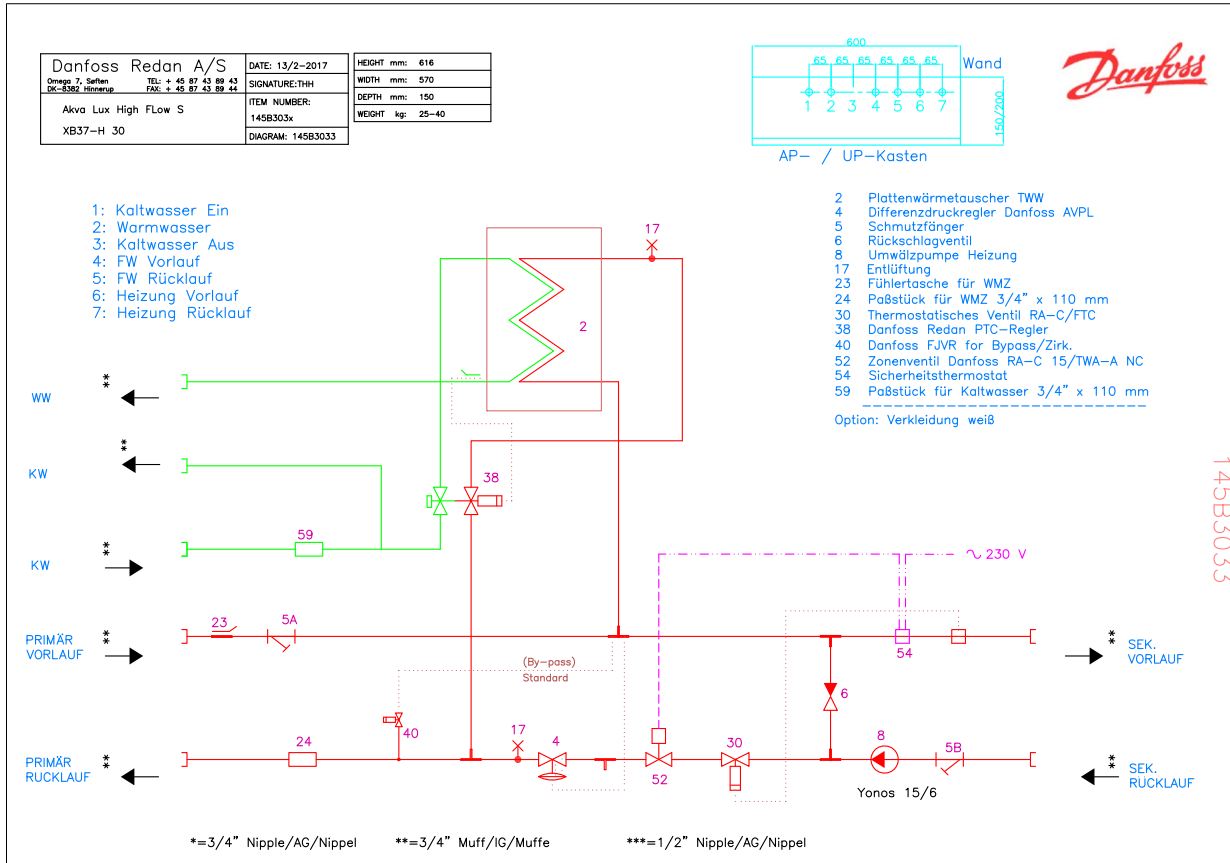 Danfoss Redan A/S
Omega 7, Søften
DK-8382 Hinnerup
TEL: + 45 87 43 89 43
FAX: + 45 87 43 89 44
Akva Lux High FLow S
XB37-H 30
DATE: 13/2-2017
SIGNATURE:THH
ITEM NUMBER:
145B303x
DIAGRAM: 145B3033
HEIGHT mm: 616
WIDTH mm: 570
DEPTH mm: 150
WEIGHT kg: 25-40
600
65 65 65 65 65 65
Wand
1 2 3 4 5 6 7
150/200
AP- / UP-Kasten
Danfoss
1: Kaltwasser Ein
2: Warmwasser
3: Kaltwasser Aus
4: FW Vorlauf
5: FW Rücklauf
6: Heizung Vorlauf
7: Heizung Rücklauf
2 Plattenwärmetauscher TWW
4 Differenzdruckregler Danfoss AVPL
5 Schmutzfänger
6 Rückschlagventil
8 Umwälzpumpe Heizung
17 Entlüftung
23 Fühlertasche für WMZ
24 Paßstück für WMZ 3/4" x 110 mm
30 Thermostatisches Ventil RA-C/FTC
38 Danfoss Redan PTC-Regler
40 Danfoss FJVR for Bypass/Zirk.
52 Zonenventil Danfoss RA-C 15/TWA-A NC
54 Sicherheitsthermostat
59 Paßstück für Kaltwasser 3/4" x 110 mm
Option: Verkleidung weiß
17
2
**
WW
**
KW
38
59
**
KW
230 V
145B3033
23
5A
PRIMÄR
VORLAUF
**
54
**
SEK.
VORLAUF
(By-pass)
Standard
6
40
17
4
24
52
30
8
5B
PRIMÄR
RUCKLAUF
**
**
SEK.
RÜCKLAUF
Yonos 15/6
*=3/4" Nipple/AG/Nippel
**=3/4" Muff/IG/Muffe
***=1/2" Nipple/AG/Nippel